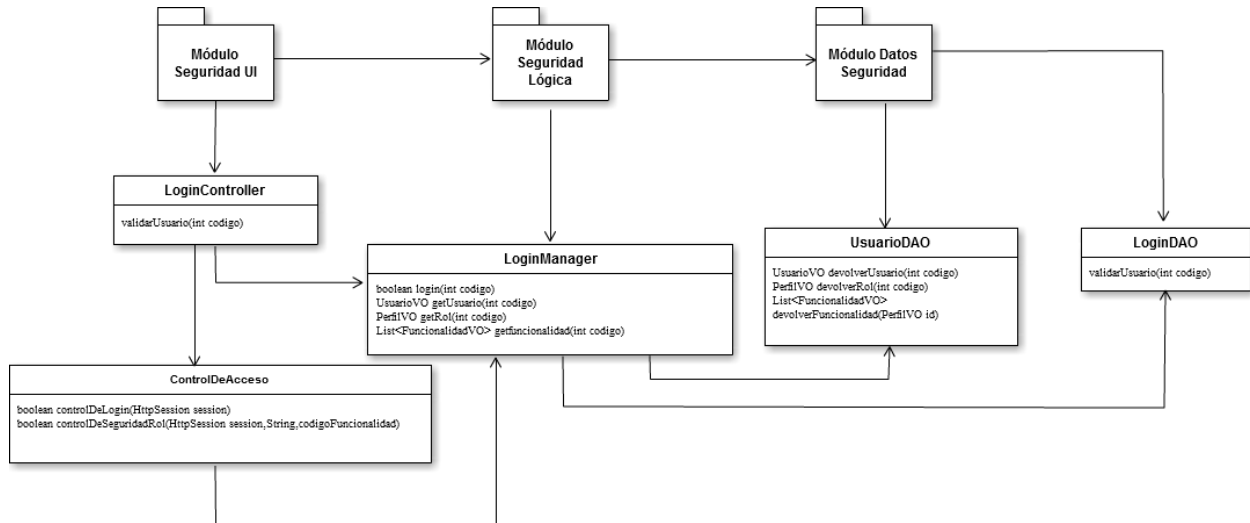 Módulo
Seguridad UI
Módulo
Seguridad
Lógica
Módulo Datos
Seguridad
LoginController
validarUsuario(int codigo)
LoginManager
boolean login(int codigo)
UsuarioVO getUsuario(int codigo)
PerfilVO getRol(int codigo)
List<FuncionalidadVO> getfuncionalidad(int codigo)
UsuarioDAO
UsuarioVO devolverUsuario(int codigo)
PerfilVO devolverRol(int codigo)
List<FuncionalidadVO>
devolverFuncionalidad(PerfilVO id)
LoginDAO
validarUsuario(int codigo)
ControlDeAcceso
boolean controlDeLogin(HttpSession session)
boolean controlDeSeguridadRol(HttpSession session,String,codigoFuncionalidad)